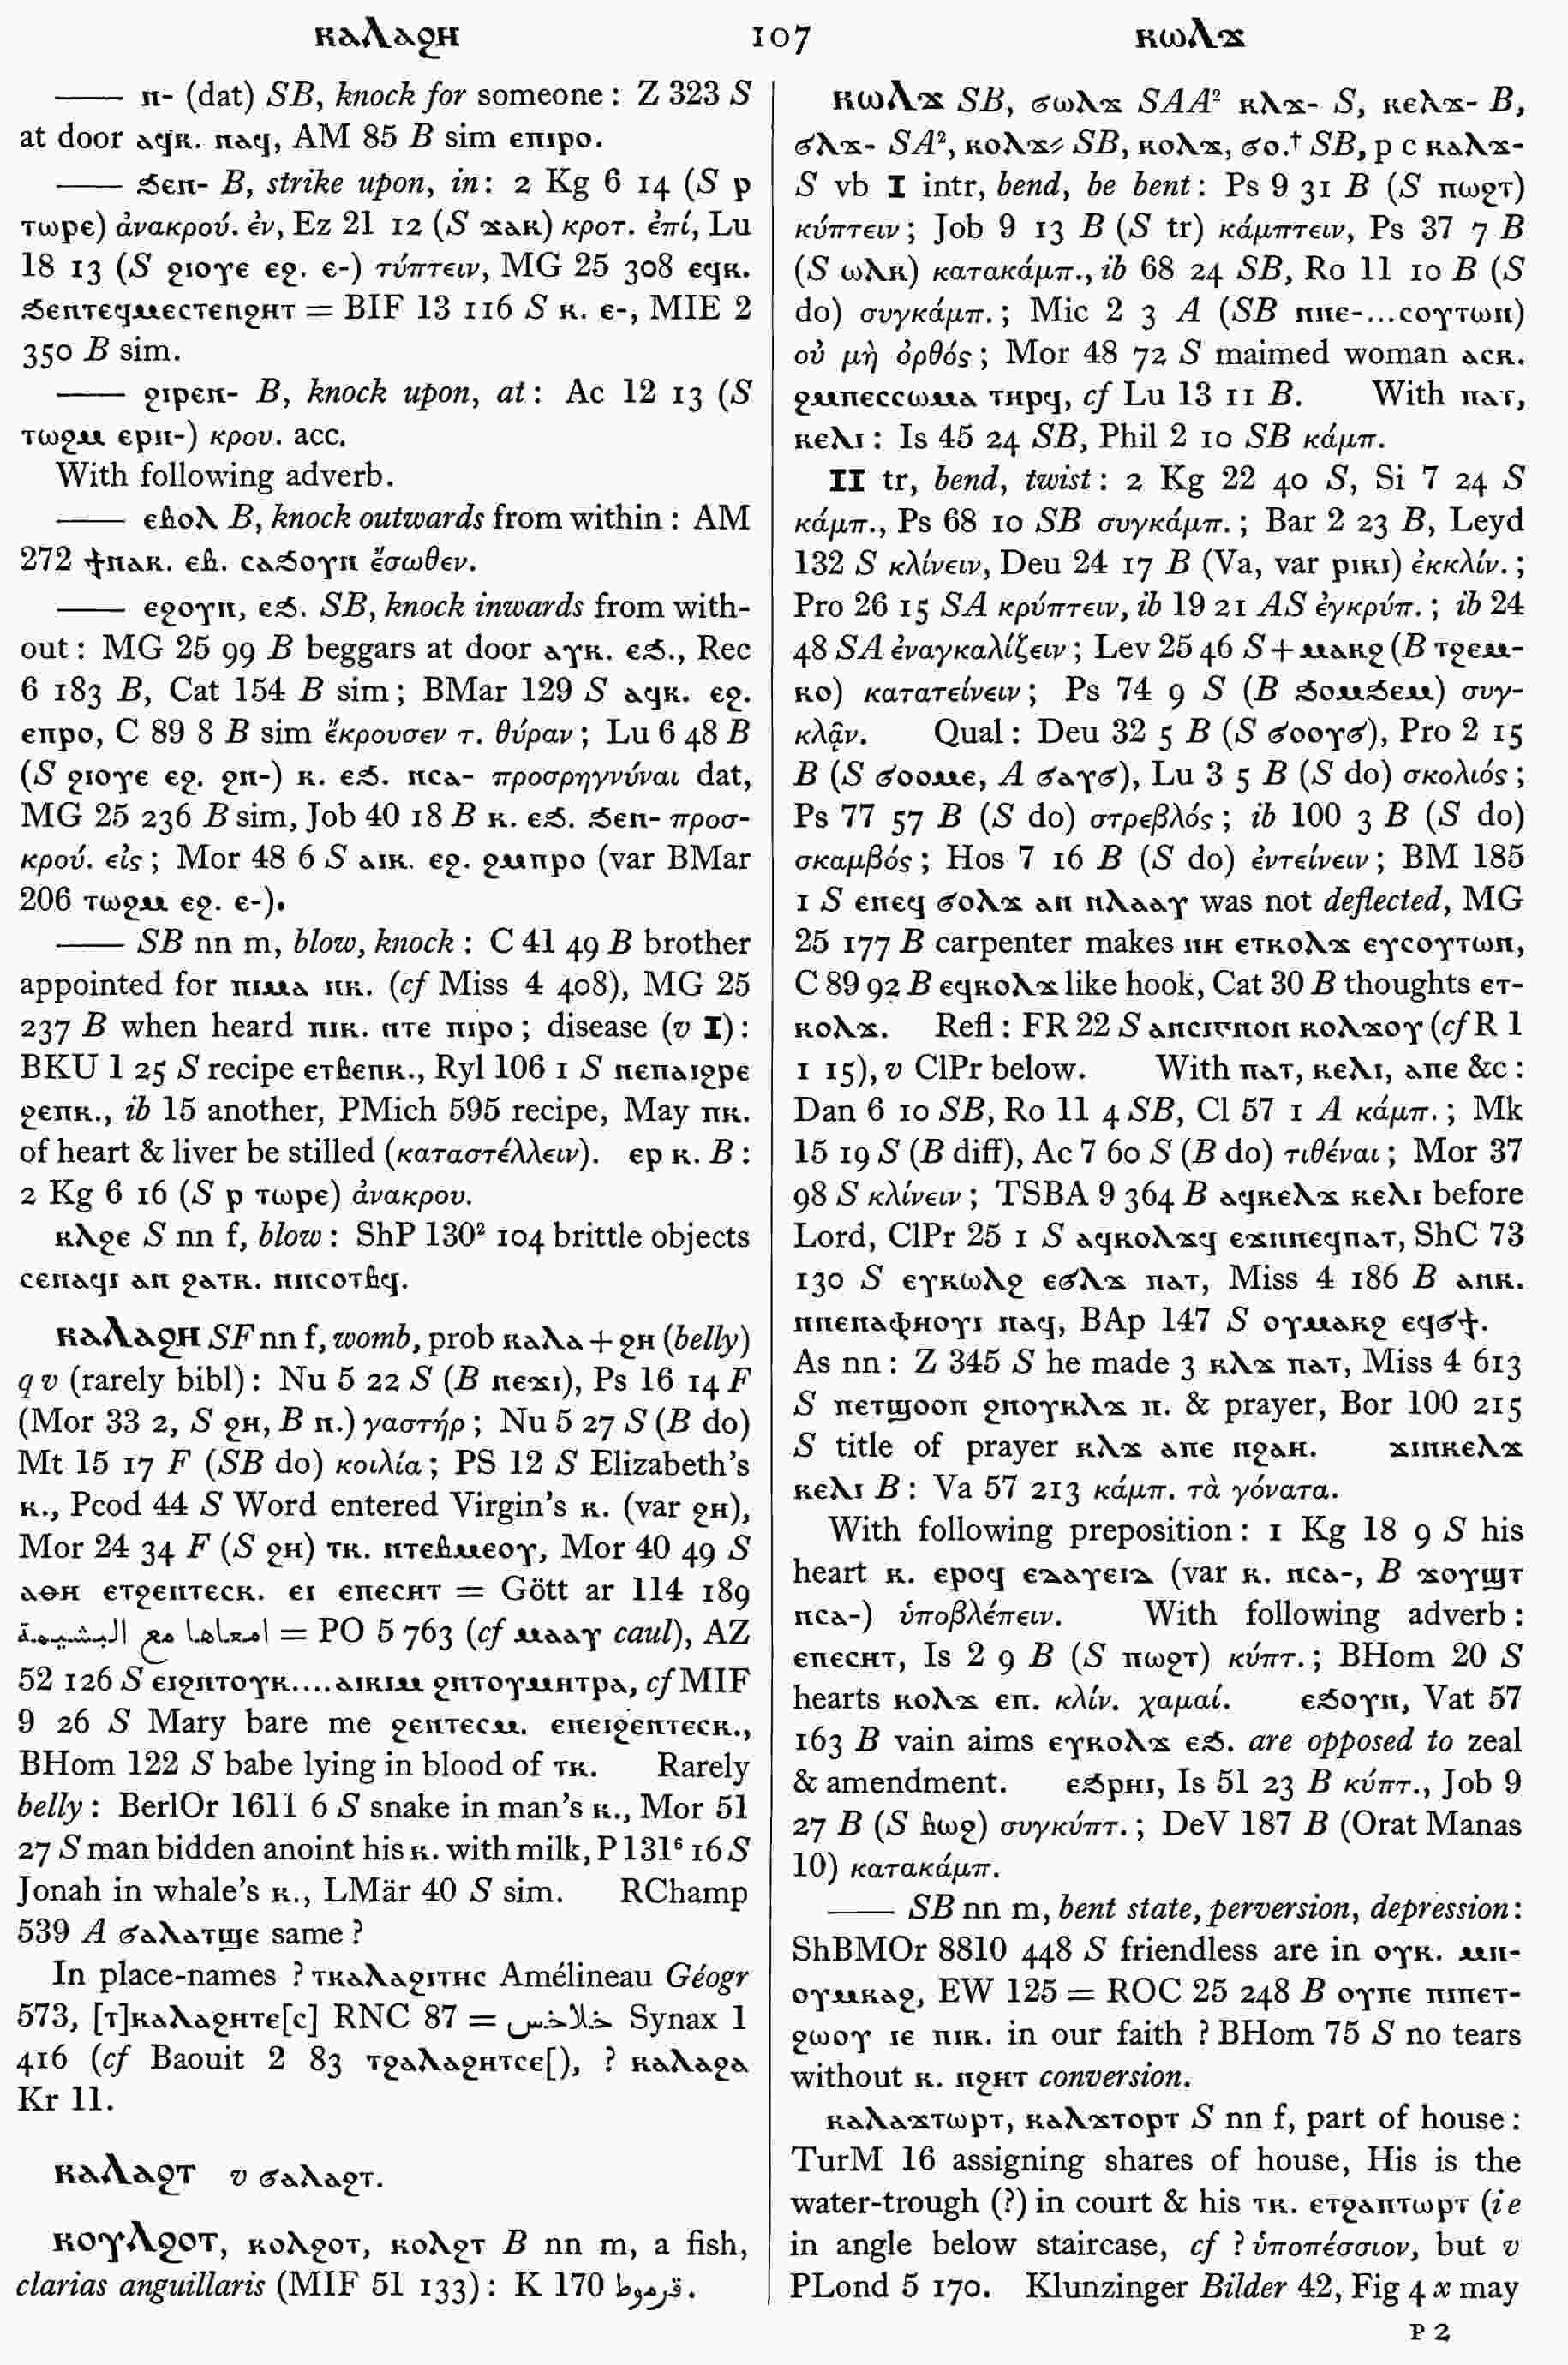 ⲕⲁⲗⲁϩⲏ 107 ⲕⲱⲗϫ
—— ⲛ- (dat) SB, knock for someone: Z 323 S
at door ⲁϥⲕ. ⲛⲁϥ, AM 85 B sim ⲉⲡⲓⲣⲟ.
—— ϧⲉⲛ- B, strike upon, in: 2 Kg 6 14 (S ⲣ
ⲧⲱⲣⲉ) ἀνακρού. ἐν, Ez 21 12 (S ϫⲁⲕ) κροτ. ἐπί, Lu
18 13 (S ϩⲓⲟⲩⲉ ⲉϩ. ⲉ-) τύπτειν, MG 25 308 ⲉϥⲕ.
ϧⲉⲛⲧⲉϥⲙⲉⲥⲧⲉⲛϩⲏⲧ = BIF 13 116 S ⲕ. ⲉ-, MIE 2
350 B sim.
—— ϩⲓⲣⲉⲛ- B, knock upon, at: Ac 12 13 (S
ⲧⲱϩⲙ ⲉⲣⲛ-) κρου. acc.
With following adverb.
—— ⲉⲃⲟⲗ B, knock outwards from within: AM
272 ϯⲛⲁⲕ. ⲉⲃ. ⲥⲁϧⲟⲩⲛ ἔσωθεν.
—— ⲉϩⲟⲩⲛ, ⲉϧ. SB, knock inwards from with-
out: MG 25 99 B beggars at door ⲁⲩⲕ. ⲉϧ., Rec
6 183 B, Cat 154 B sim; BMar 129 S ⲁϥⲕ. ⲉϩ.
ⲉⲡⲣⲟ, C 89 8 B sim ἔκρουσεν τ. θύραν; Lu 6 48 B
(S ϩⲓⲟⲩⲉ ⲉϩ. ϩⲛ-) ⲕ. ⲉϧ. ⲛⲥⲁ- προσρηγνύναι dat,
MG 25 236 B sim, Job 40 18 B ⲕ. ⲉϧ. ϧⲉⲛ- προσ-
κρού. εἰς; Mor 48 6 S ⲁⲓⲕ. ⲉϩ. ϩⲙⲡⲣⲟ (var BMar
206 ⲧⲱϩⲙ ⲉϩ. ⲉ-).
—— SB nn m, blow, knock: C 41 49 B brother
appointed for ⲡⲓⲙⲁ ⲛⲕ. (cf Miss 4 408), MG 25
237 B when heard ⲡⲓⲕ. ⲛⲧⲉ ⲡⲓⲣⲟ; disease (v I):
BKU 1 25 S recipe ⲉⲧⲃⲉⲡⲕ., Ryl 106 1 S ⲡⲉⲡⲁⲓϩⲣⲉ
ϩⲉⲡⲕ., ib 15 another, PMich 595 recipe, May ⲡⲕ.
of heart & liver be stilled (καταστέλλειν). ⲉⲣ ⲕ. B:
2 Kg 6 16 (S ⲣ ⲧⲱⲣⲉ) ἀνακρου.
ⲕⲗϩⲉ S nn f, blow: ShP 130² 104 brittle objects
ⲥⲉⲛⲁϥⲓ ⲁⲛ ϩⲁⲧⲕ. ⲛⲡⲥⲟⲧⲃϥ.
ⲕⲁⲗⲁϩⲏ SF nn f, womb, prob ⲕⲁⲗⲁ + ϩⲏ (belly)
q v (rarely bibl): Nu 5 22 S (B ⲛⲉϫⲓ), Ps 16 14 F
(Mor 33 2, S ϩⲏ, B ⲛ.) γαστήρ; Nu 5 27 S (B do)
Mt 15 17 F (SB do) κοιλία; PS 12 S Elizabeth's
ⲕ., Pcod 44 S Word entered Virgin's ⲕ. (var ϩⲏ),
Mor 24 34 F (S ϩⲏ) ⲧⲕ. ⲛⲧⲉⲃⲙⲉⲟⲩ, Mor 40 49 S
ⲁⲑⲏ ⲉⲧϩⲉⲛⲧⲉⲥⲕ. ⲉⲓ ⲉⲡⲉⲥⲏⲧ = Gött ar 114 189
امعاها مع المشيمة = PO 5 763 (cf ⲙⲁⲁⲩ caul), AZ
52 126 S ⲉⲓϩⲛⲧⲟⲩⲕ....ⲁⲓⲕⲓⲙ ϩⲛⲧⲟⲩⲙⲏⲧⲣⲁ, cf MIF
9 26 S Mary bare me ϩⲉⲛⲧⲉⲥⲙ. ⲉⲛⲉⲓϩⲉⲛⲧⲉⲥⲕ.,
BHom 122 S babe lying in blood of ⲧⲕ. Rarely
belly: BerlOr 1611 6 S snake in man's ⲕ., Mor 51
27 S man bidden anoint his ⲕ. with milk, P 131⁶ 16 S
Jonah in whale's ⲕ., LMär 40 S sim. RChamp
539 A ϭⲁⲗⲁⲧϣⲉ same?
In place-names ? ⲧⲕⲁⲗⲁϩⲓⲧⲏⲥ Amélineau Géogr
573, [ⲧ]ⲕⲁⲗⲁϩⲏⲧⲉ[ⲥ] RNC 87 = خلاخس Synax 1
416 (cf Baouit 2 83 ⲧϩⲁⲗⲁϩⲏⲧⲥⲉ[), ? ⲕⲁⲗⲁϩⲁ
Kr 11.
ⲕⲁⲗⲁϩⲧ v ϭⲁⲗⲁϩⲧ.
ⲕⲟⲩⲗϩⲟⲧ, ⲕⲟⲗϩⲟⲧ, ⲕⲟⲗϩⲧ B nn m, a fish,
clarias anguillaris (MIF 51 133): K 170 قرموط.
ⲕⲱⲗϫ SB, ϭⲱⲗϫ SAA² ⲕⲗϫ- S, ⲕⲉⲗϫ- B,
ϭⲗϫ- SA², ⲕⲟⲗϫ⸗ SB, ⲕⲟⲗϫ, ϭⲟ.† SB, p c ⲕⲁⲗϫ-
S vb I intr, bend, be bent: Ps 9 31 B (S ⲡⲱϩⲧ)
κύπτειν; Job 9 13 B (S tr) κάμπτειν, Ps 37 7 B
(S ⲱⲗⲕ) κατακάμπ., ib 68 24 SB, Ro 11 10 B (S
do) συγκάμπ.; Mic 2 3 A (SB ⲛⲛⲉ-...ⲥⲟⲩⲧⲱⲛ)
οὐ μὴ ὀρθός; Mor 48 72 S maimed woman ⲁⲥⲕ.
ϩⲙⲡⲉⲥⲥⲱⲙⲁ ⲧⲏⲣϥ, cf Lu 13 11 B. With ⲡⲁⲧ,
ⲕⲉⲗⲓ: Is 45 24 SB, Phil 2 10 SB κάμπ.
II tr, bend, twist: 2 Kg 22 40 S, Si 7 24 S
κάμπ., Ps 68 10 SB συγκάμπ.; Bar 2 23 B, Leyd
132 S κλίνειν, Deu 24 17 B (Va, var ⲣⲓⲕⲓ) ἐκκλίν.;
Pro 26 15 SA κρύπτειν, ib 19 21 AS ἐγκρύπ.; ib 24
48 SA ἐναγκαλίζειν; Lev 25 46 S + ⲙⲁⲕϩ (B ⲧϩⲉⲙ-
ⲕⲟ) κατατείνειν; Ps 74 9 S (B ϧⲟⲙϧⲉⲙ) συγ-
κλᾷν. Qual: Deu 32 5 B (S ϭⲟⲟⲩϭ), Pro 2 15
B (S ϭⲟⲟⲙⲉ, A ϭⲁⲩϭ), Lu 3 5 B (S do) σκολιός;
Ps 77 57 B (S do) στρεβλός; ib 100 3 B (S do)
σκαμβός; Hos 7 16 B (S do) ἐντείνειν; BM 185
1 S ⲉⲛⲉϥ ϭⲟⲗϫ ⲁⲛ ⲛⲗⲁⲁⲩ was not deflected, MG
25 177 B carpenter makes ⲛⲏ ⲉⲧⲕⲟⲗϫ ⲉⲩⲥⲟⲩⲧⲱⲛ,
C 89 92 B ⲉϥⲕⲟⲗϫ like hook, Cat 30 B thoughts ⲉⲧ-
ⲕⲟⲗϫ. Refl: FR 22 S ⲁⲡⲥⲓⲡⲡⲟⲛ ⲕⲟⲗϫⲟⲩ (cf R 1
1 15), v ClPr below. With ⲡⲁⲧ, ⲕⲉⲗⲓ, ⲁⲡⲉ &c:
Dan 6 10 SB, Ro 11 4 SB, Cl 57 1 A κάμπ.; Mk
15 19 S (B diff), Ac 7 60 S (B do) τιθέναι; Mor 37
98 S κλίνειν; TSBA 9 364 B ⲁϥⲕⲉⲗϫ ⲕⲉⲗⲓ before
Lord, ClPr 25 1 S ⲁϥⲕⲟⲗϫϥ ⲉϫⲛⲛⲉϥⲡⲁⲧ, ShC 73
130 S ⲉⲩⲕⲱⲗϩ ⲉϭⲗϫ ⲡⲁⲧ, Miss 4 186 B ⲁⲛⲕ.
ⲛⲛⲉⲛⲁⲫⲏⲟⲩⲓ ⲛⲁϥ, BAp 147 S ⲟⲩⲙⲁⲕϩ ⲉϥϭϯ.
As nn: Z 345 S he made 3 ⲕⲗϫ ⲡⲁⲧ, Miss 4 613
S ⲡⲉⲧϣⲟⲟⲡ ϩⲛⲟⲩⲕⲗϫ ⲡ. & prayer, Bor 100 215
S title of prayer ⲕⲗϫ ⲁⲡⲉ ⲛϩⲁⲏ. ϫⲓⲛⲕⲉⲗϫ
ⲕⲉⲗⲓ B: Va 57 213 κάμπ. τὰ γόνατα.
With following preposition: 1 Kg 18 9 S his
heart ⲕ. ⲉⲣⲟϥ ⲉⲇⲁⲩⲉⲓⲇ (var ⲕ. ⲛⲥⲁ-, B ϫⲟⲩϣⲧ
ⲛⲥⲁ-) ὑποβλέπειν. With following adverb:
ⲉⲡⲉⲥⲏⲧ, Is 2 9 B (S ⲡⲱϩⲧ) κύπτ.; BHom 20 S
hearts ⲕⲟⲗϫ ⲉⲡ. κλίν. χαμαί. ⲉϧⲟⲩⲛ, Vat 57
163 B vain aims ⲉⲩⲕⲟⲗϫ ⲉϧ. are opposed to zeal
& amendment. ⲉϧⲣⲏⲓ, Is 51 23 B κύπτ., Job 9
27 B (S ⲃⲱϩ) συγκύπτ.; DeV 187 B (Orat Manas
10) κατακάμπ.
—— SB nn m, bent state, perversion, depression:
ShBMOr 8810 448 S friendless are in ⲟⲩⲕ. ⲙⲛ-
ⲟⲩⲙⲕⲁϩ, EW 125 = ROC 25 248 B ⲟⲩⲡⲉ ⲡⲓⲡⲉⲧ-
ϩⲱⲟⲩ ⲓⲉ ⲡⲓⲕ. in our faith? BHom 75 S no tears
without ⲕ. ⲛϩⲏⲧ conversion.
ⲕⲁⲗⲁϫⲧⲱⲣⲧ, ⲕⲁⲗϫⲧⲟⲣⲧ S nn f, part of house:
TurM 16 assigning shares of house, His is the
water-trough (?) in court & his ⲧⲕ. ⲉⲧϩⲁⲡⲧⲱⲣⲧ (ie
in angle below staircase, cf ? ὑποπέσσιον, but v
PLond 5 170. Klunzinger Bilder 42, Fig 4 x may
P 2